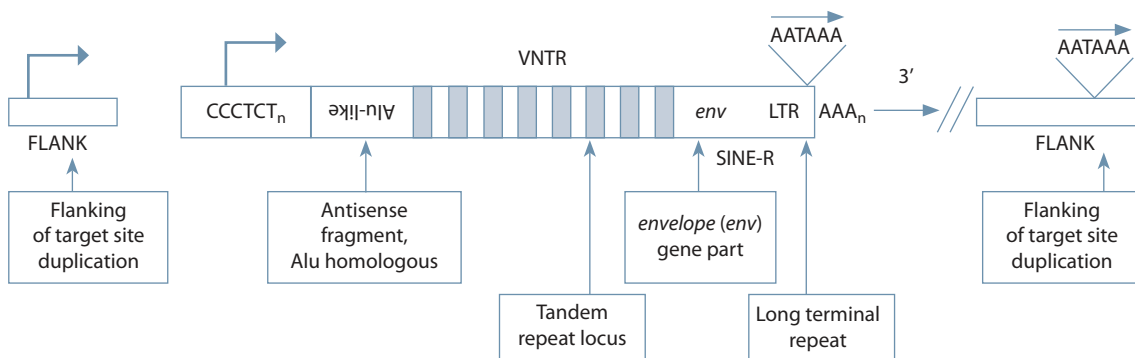 AATAAA
AATAAA
VNTR
3′
CCCTCTn
Alu-like
env
LTR
AAAn
FLANK
SINE-R
FLANK
Flanking
of target site
duplication
Antisense
fragment,
Alu homologous
envelope (env)
gene part
Flanking
of target site
duplication
Tandem
repeat locus
Long terminal
repeat